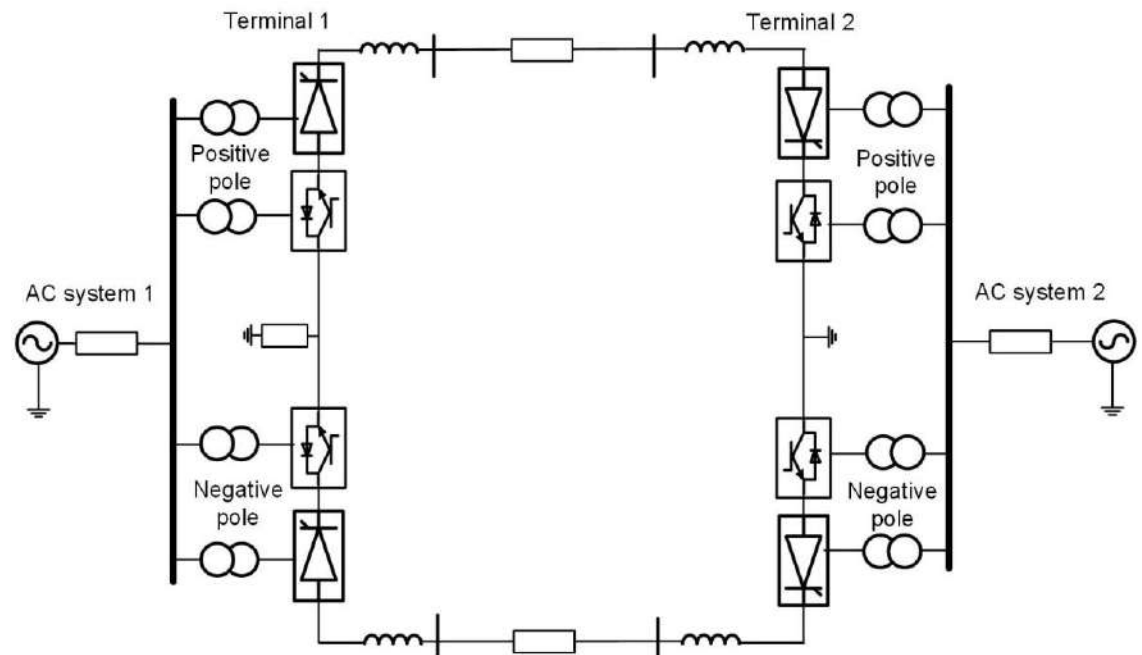 Terminal 1
Terminal 2
Positive
pole
Positive
pole
AC system 1
AC system 2
Negative
pole
Negative
pole